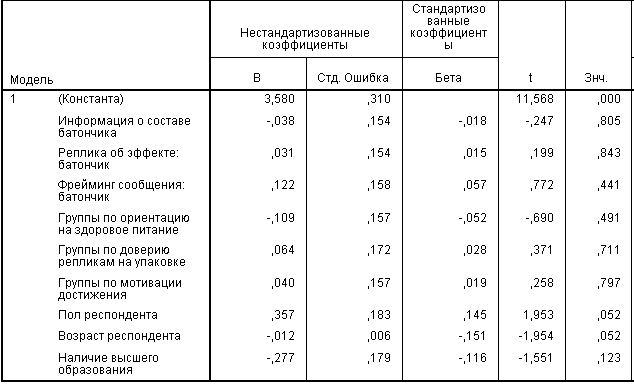 Нестандартизованные коэффициенты Стандартизо ванные коэффициент ы
Модель B Стд. Ошибка Бета t Знч.
1 (Константа) 3,580 ,310 11,568 ,000
Информация о составе батончика -,038 ,154 -,018 -,247 ,805
Реплика об эффекте: батончик ,031 ,154 ,015 ,199 ,843
Фрейминг сообщения: батончик ,122 ,158 ,057 ,772 ,441
Группы по ориентацию на здоровое питание -,109 ,157 -,052 -,690 ,491
Группы по доверию репликам на упаковке ,064 ,172 ,028 ,371 ,711
Группы по мотивации достижения ,040 ,157 ,019 ,258 ,797
Пол респондента ,357 ,183 ,145 1,953 ,052
Возраст респондента -,012 ,006 -,151 -1,954 ,052
Наличие высшего образования -,277 ,179 -,116 -1,551 ,123